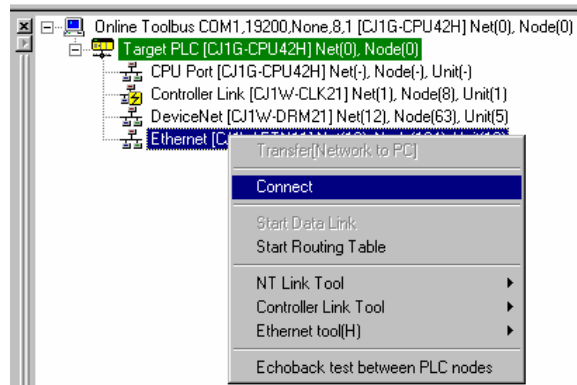 Online Toolbus COM1,19200,None,8,1 [CJ1G-CPU42H] Net(0), Node(0)
Target PLC [CJ1G-CPU42H] Net(0), Node(0)
CPU Port [CJ1G-CPU42H] Net(-), Node(-), Unit(-)
Controller Link [CJ1W-CLK21] Net(1), Node(8), Unit(1)
DeviceNet [CJ1W-DRM21] Net(12), Node(63), Unit(5)
Ethernet
Transfer[Network to PC]
Connect
Start Data Link
Start Routing Table
NT Link Tool
Controller Link Tool
Ethernet tool(H)
Echoback test between PLC nodes